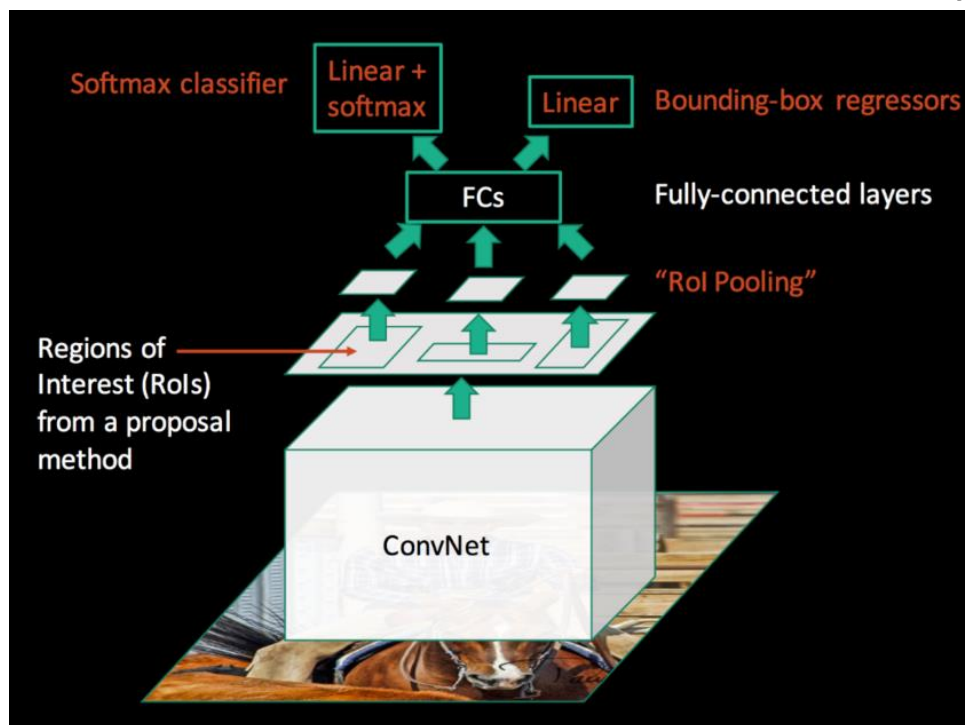 Softmax classifier
Linear +
softmax
Linear
Bounding-box regressors
FCs
Fully-connected layers
“RoI Pooling”
Regions of
Interest (RoIs)
from a proposal
method
ConvNet